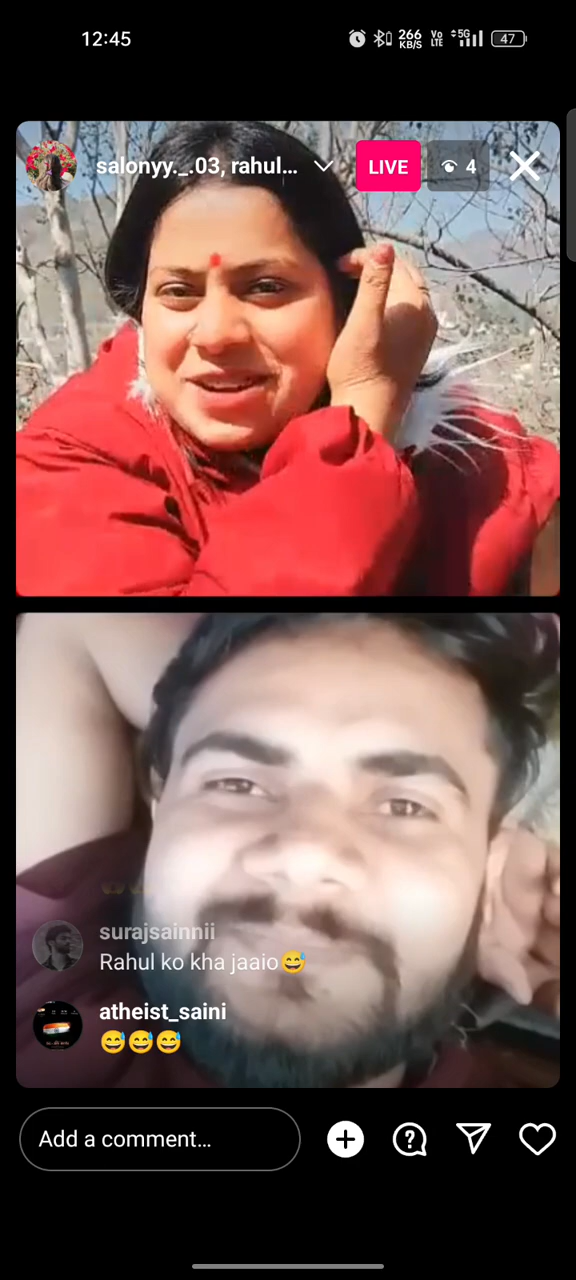 12:45
266 KB/S
Vo LTE
5G
47
salonyy._.03, rahul...
LIVE
4
surajsainnii
Rahul ko kha jaaio😅
atheist_saini
😅😅😅
Add a comment...